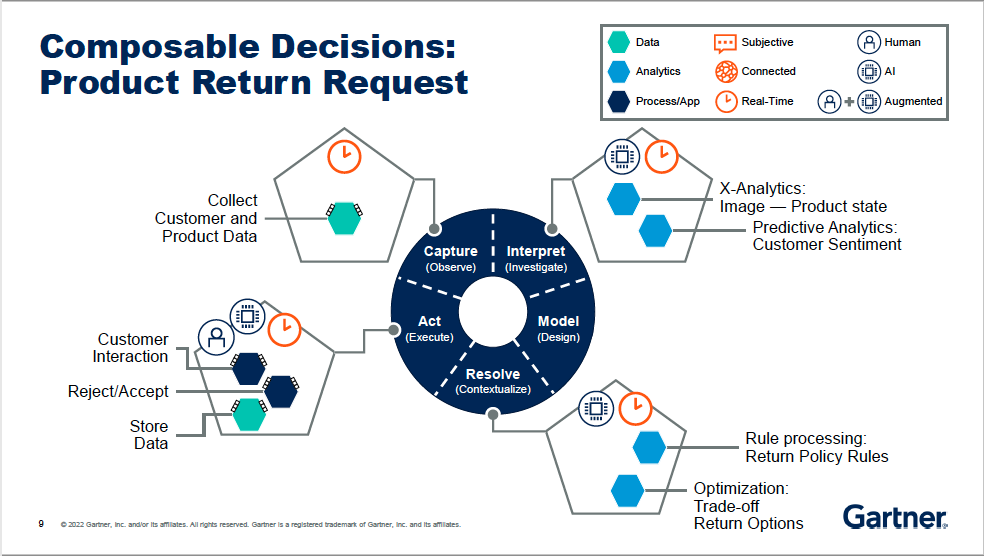 Composable Decisions:
Product Return Request
Data
Subjective
Human
Analytics
Connected
AI
Process/App
Real-Time
Augmented
Collect
Customer and
Product Data
X-Analytics:
Image — Product state
Predictive Analytics:
Customer Sentiment
Capture
(Observe)
Interpret
(Investigate)
Act
(Execute)
Model
(Design)
Resolve
(Contextualize)
Customer
Interaction
Reject/Accept
Store
Data
Rule processing:
Return Policy Rules
Optimization:
Trade-off
Return Options
9 © 2022 Gartner, Inc. and/or its affiliates. All rights reserved. Gartner is a registered trademark of Gartner, Inc. and its affiliates.
Gartner